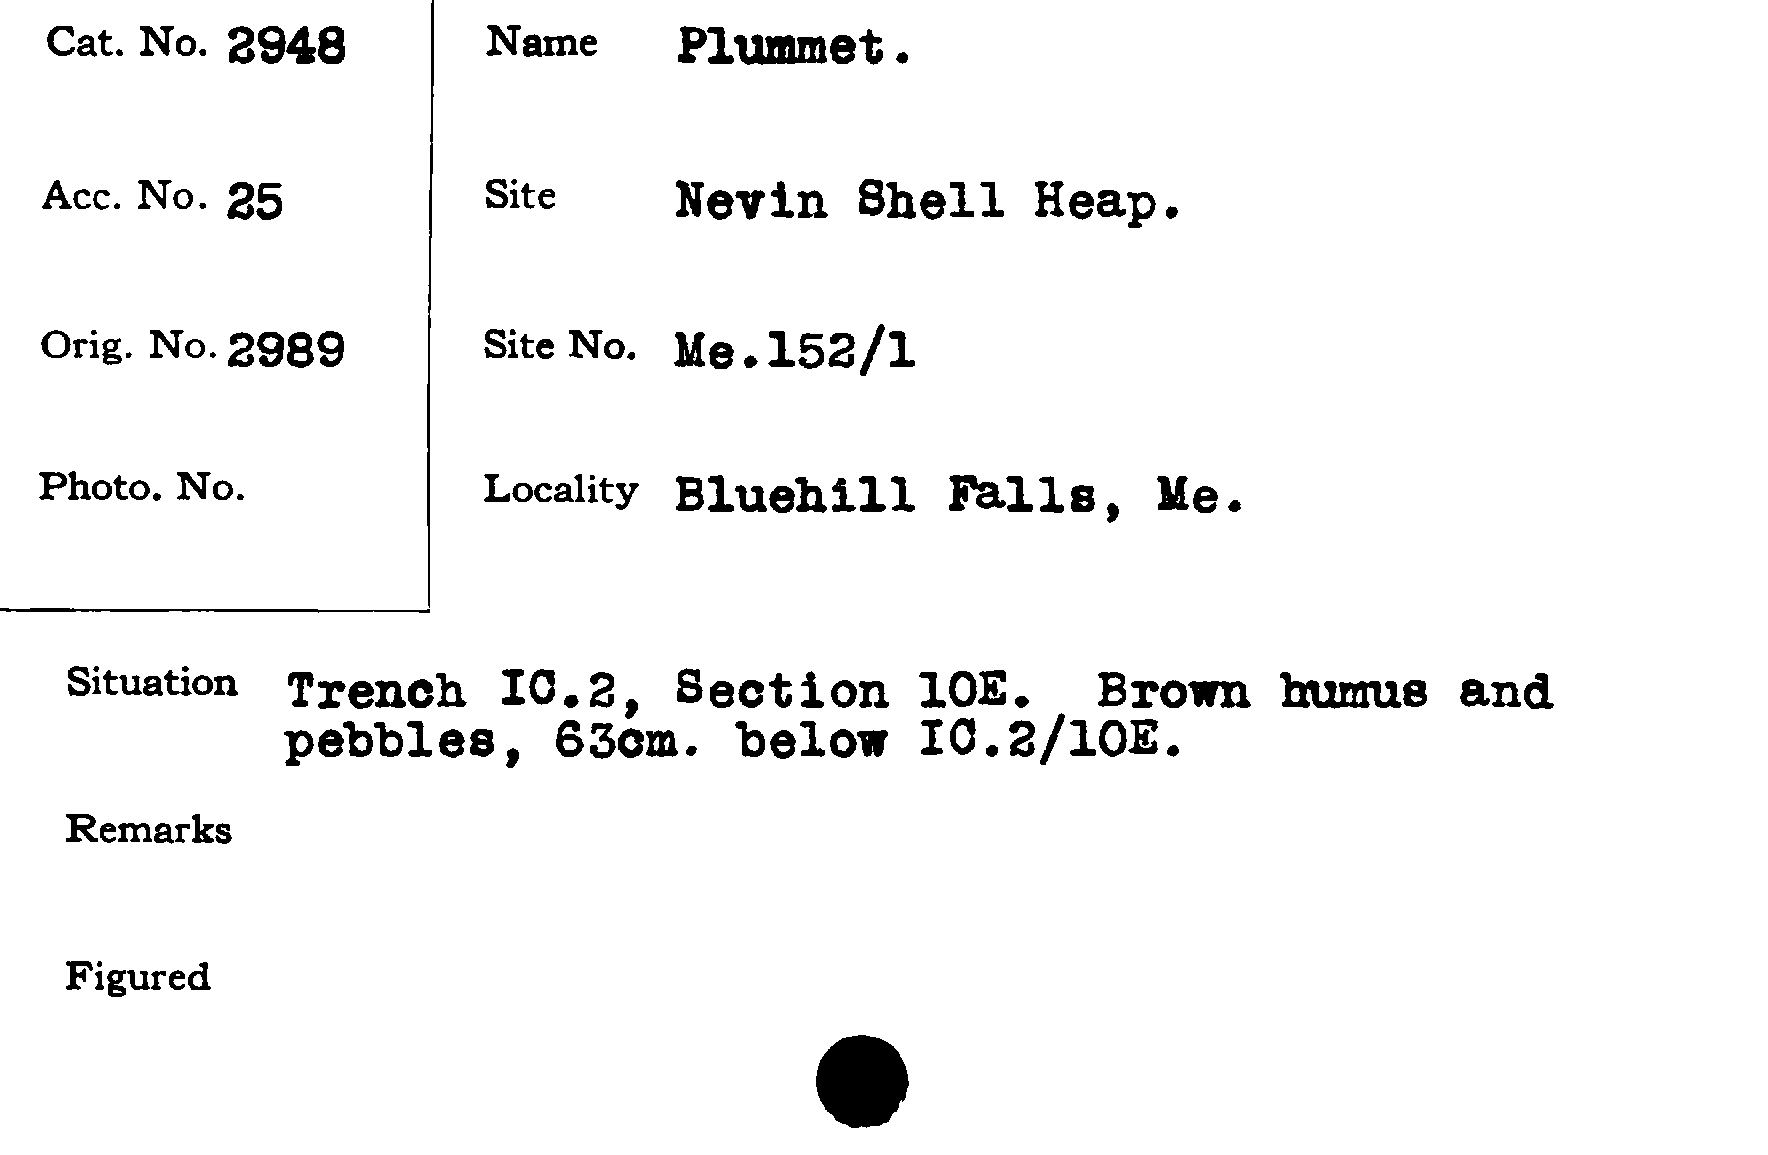 Cat. No. 2948
Name Plummet.
Acc. No. 25
Site Nevin Shell Heap.
Orig. No. 2989
Site No. Me.152/1
Photo. No.
Locality Bluehill Falls, Me.
Situation Trench IC.2, Section 10E. Brown humus and
pebbles, 63cm. below IC.2/10E.
Remarks
Figured